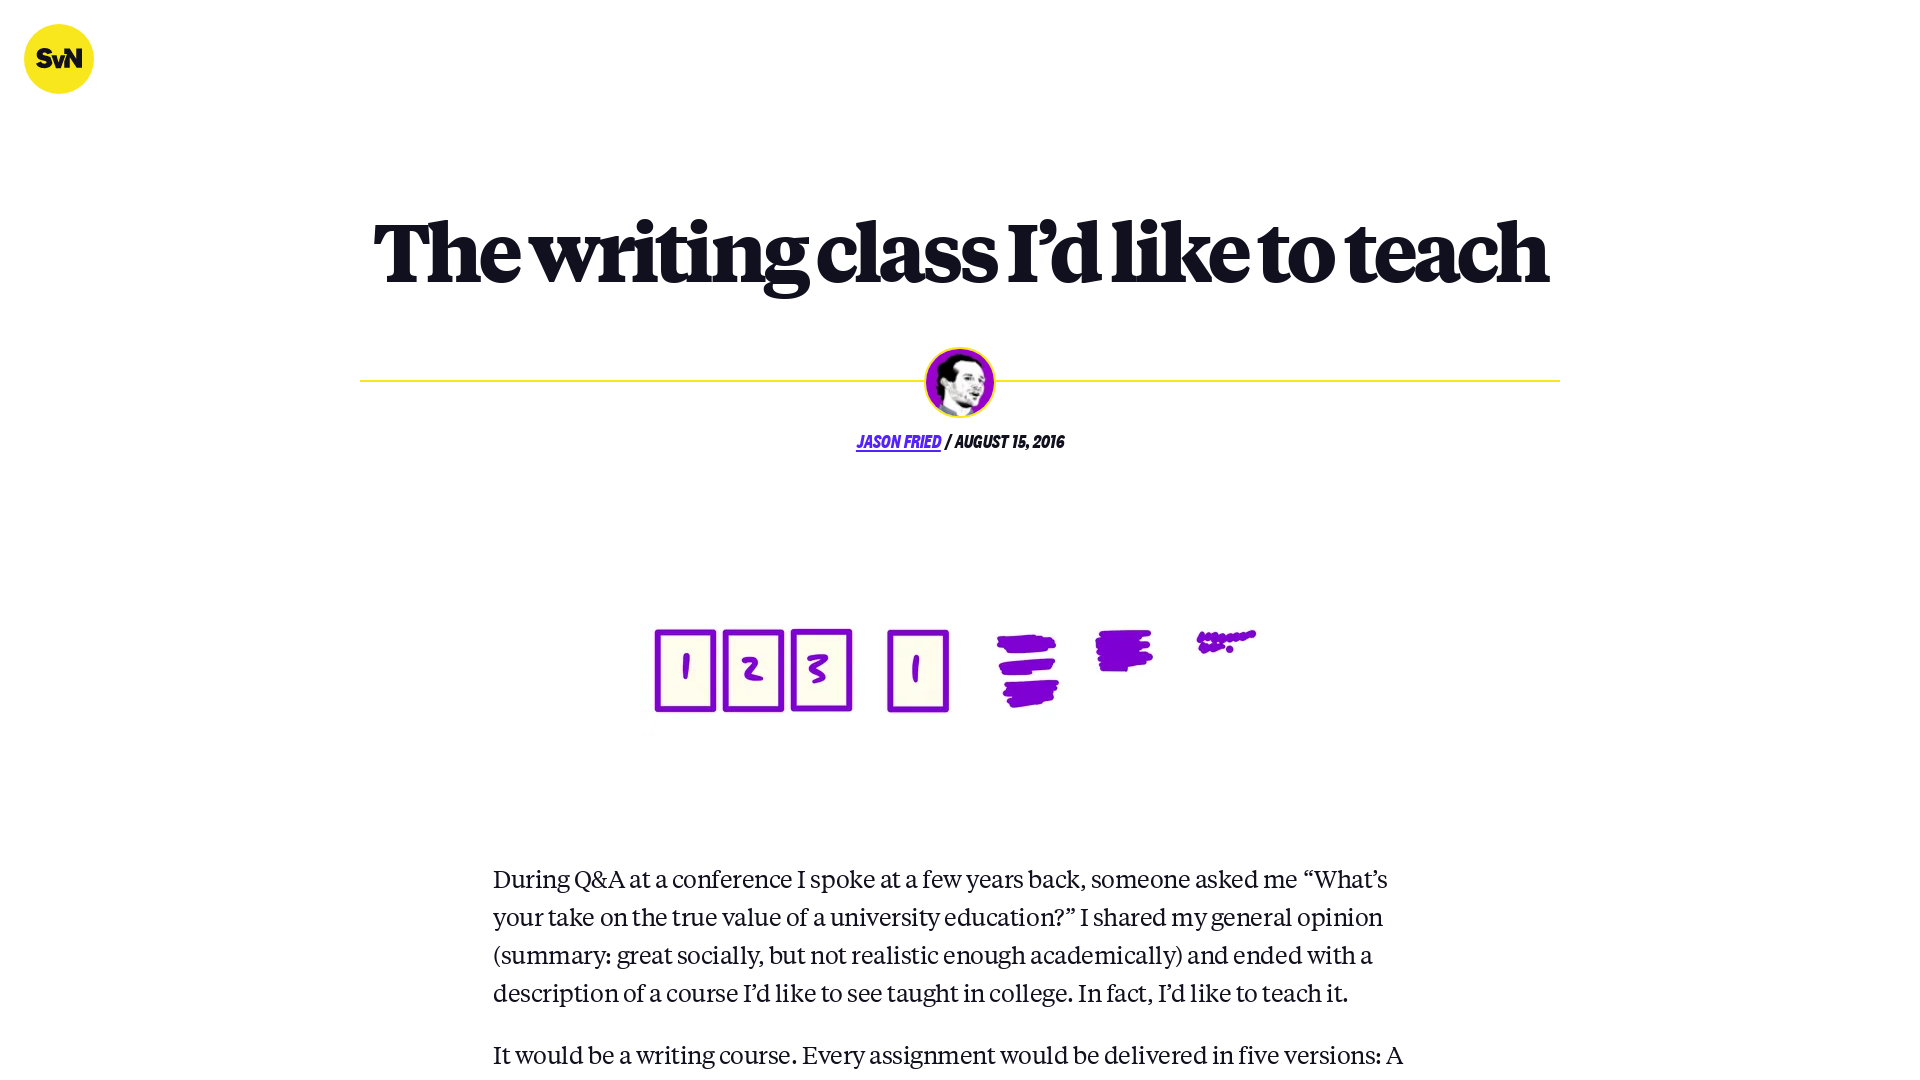 SvN
The writing class I’d like to teach
JASON FRIED / AUGUST 15, 2016
1 2 3 1
During Q&A at a conference I spoke at a few years back, someone asked me “What’s
your take on the true value of a university education?” I shared my general opinion
(summary: great socially, but not realistic enough academically) and ended with a
description of a course I’d like to see taught in college. In fact, I’d like to teach it.
It would be a writing course. Every assignment would be delivered in five versions: A